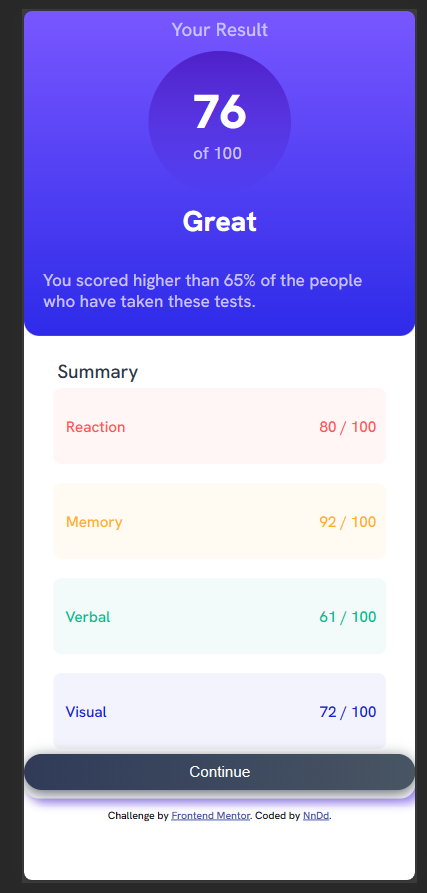 Your Result
76
of 100
Great
You scored higher than 65% of the people
who have taken these tests.
Summary
Reaction 80 / 100
Memory 92 / 100
Verbal 61 / 100
Visual 72 / 100
Continue
Challenge by Frontend Mentor. Coded by NnDd.